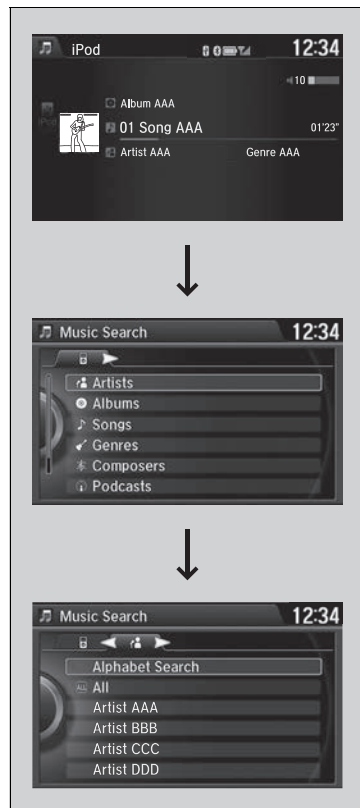 iPod 12:34
10
Album AAA
01 Song AAA 01'23"
Artist AAA Genre AAA
Music Search 12:34
Artists
Albums
Songs
Genres
Composers
Podcasts
Music Search 12:34
Alphabet Search
ALL All
Artist AAA
Artist BBB
Artist CCC
Artist DDD